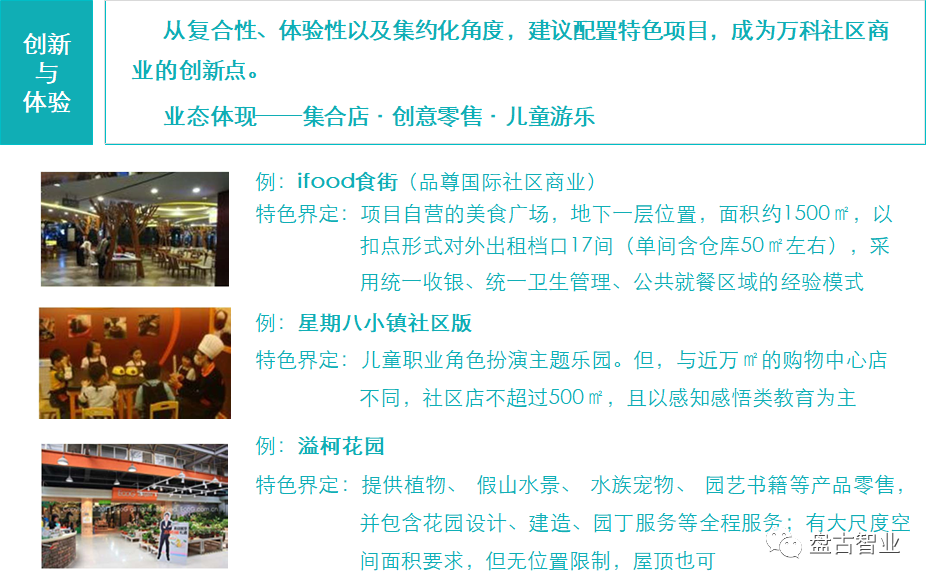 创新
与
体验
从复合性、体验性以及集约化角度，建议配置特色项目，成为万科社区商
业的创新点。
业态体现——集合店·创意零售·儿童游乐
例：ifood食街（品尊国际社区商业）
特色界定：项目自营的美食广场，地下一层位置，面积约1500㎡，以
扣点形式对外出租档口17间（单间含仓库50㎡左右），采
用统一收银、统一卫生管理、公共就餐区域的经验模式
例：星期八小镇社区版
特色界定：儿童职业角色扮演主题乐园。但，与近万㎡的购物中心店
不同，社区店不超过500㎡，且以感知感悟类教育为主
例：溢柯花园
特色界定：提供植物、 假山水景、 水族宠物、 园艺书籍等产品零售，
并包含花园设计、建造、园丁服务等全程服务；有大尺度空
间面积要求，但无位置限制，屋顶也可
盘古智业